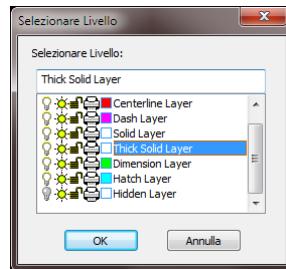 Selezionare Livello
Selezionare Livello:
Thick Solid Layer
Centerline Layer
Dash Layer
Solid Layer
Thick Solid Layer
Dimension Layer
Hatch Layer
Hidden Layer
OK
Annulla